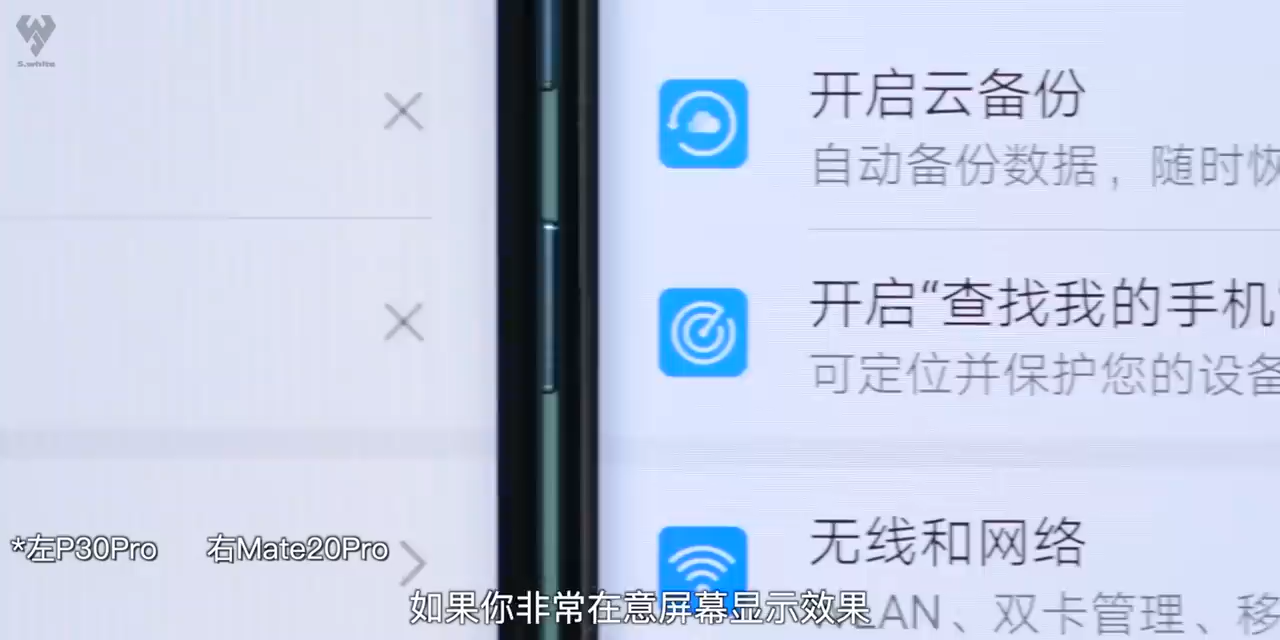 S.white
开启云备份
自动备份数据，随时恢
开启“查找我的手机”
可定位并保护您的设备
无线和网络
*左P30Pro 右Mate20Pro
如果你非常在意屏幕显示效果
WLAN、双卡管理、移